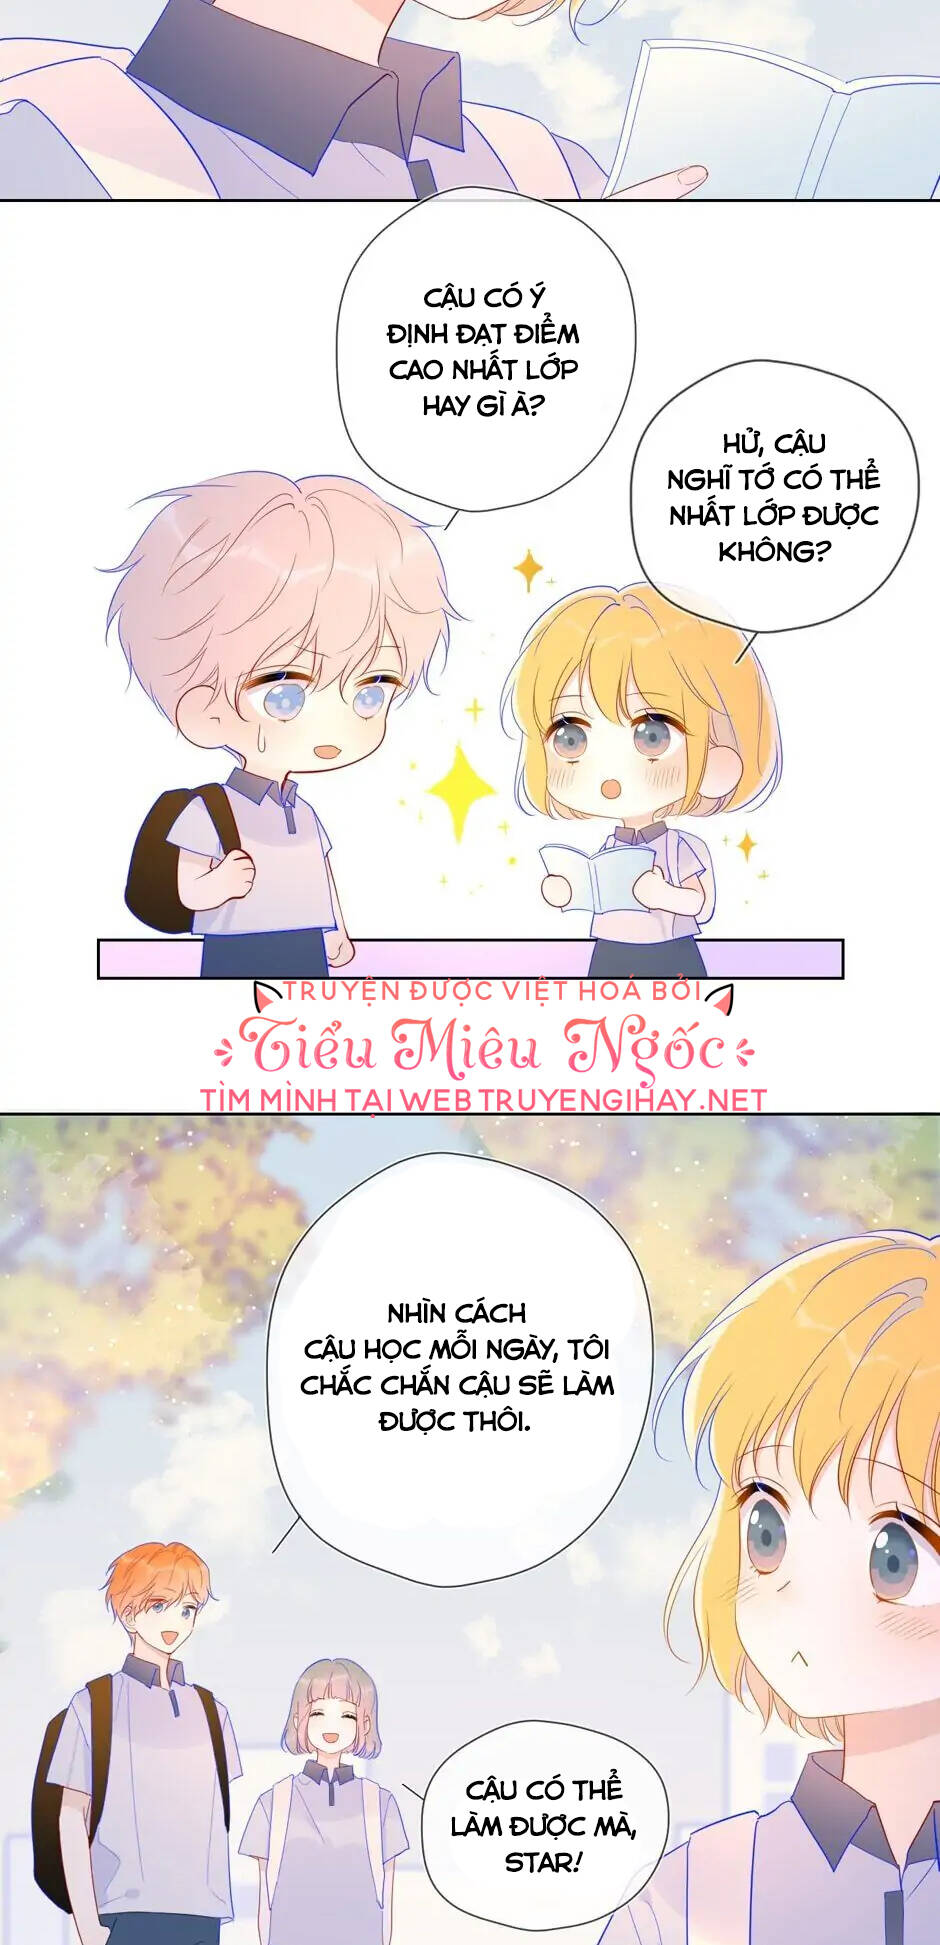 CẬU CÓ Ý
ĐỊNH ĐẠT ĐIỂM
CAO NHẤT LỚP
HAY GÌ À?
HỬ, CẬU
NGHĨ TỚ CÓ THỂ
NHẤT LỚP ĐƯỢC
KHÔNG?
TRUYỆN ĐƯỢC VIỆT HOÁ BỞI
Tiểu Miêu Ngốc
TÌM MÌNH TẠI WEB TRUYENGIHAY.NET
NHÌN CÁCH
CẬU HỌC MỖI NGÀY, TÔI
CHẮC CHẮN CẬU SẼ LÀM
ĐƯỢC THÔI.
CẬU CÓ THỂ
LÀM ĐƯỢC MÀ,
STAR!